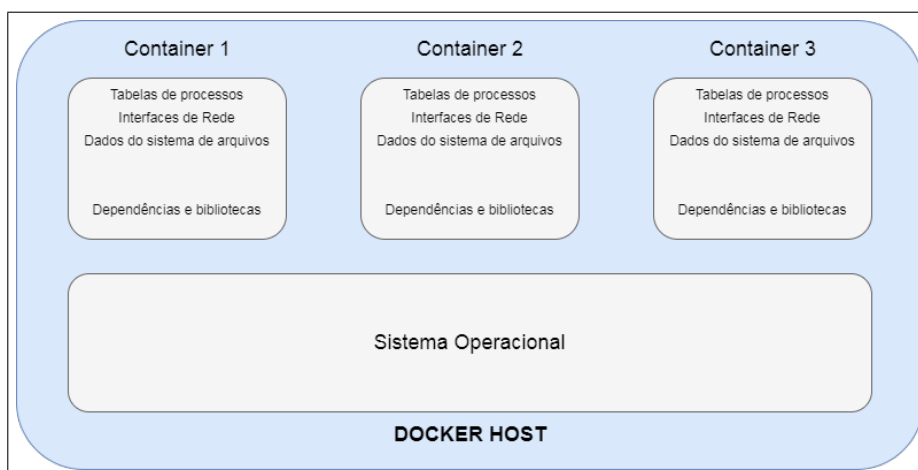 Container 1
Container 2
Container 3
Tabelas de processos
Interfaces de Rede
Dados do sistema de arquivos
Dependências e bibliotecas
Tabelas de processos
Interfaces de Rede
Dados do sistema de arquivos
Dependências e bibliotecas
Tabelas de processos
Interfaces de Rede
Dados do sistema de arquivos
Dependências e bibliotecas
Sistema Operacional
DOCKER HOST